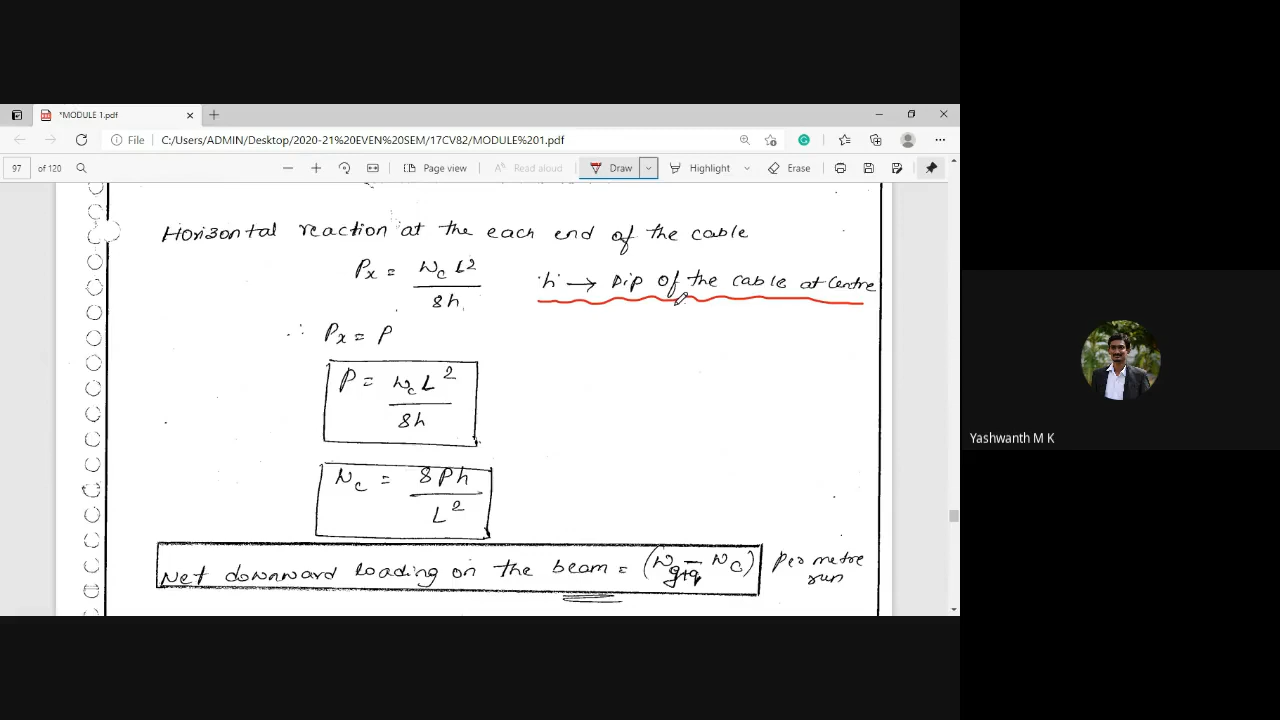 *MODULE 1.pdf
File C:/Users/ADMIN/Desktop/2020-21%20EVEN%20SEM/17CV82/MODULE%201.pdf
97 of 120 Page view Read aloud Draw Highlight Erase
Horizontal reaction at the each end of the cable
Px = Wc L2 / 8h 'h' → Dip of the cable at Centre
∴ Px = P
P = Wc L² / 8h
Wc = 8Ph / L²
Net downward loading on the beam = (Wg+q − Wc) Per metre run
Yashwanth M K